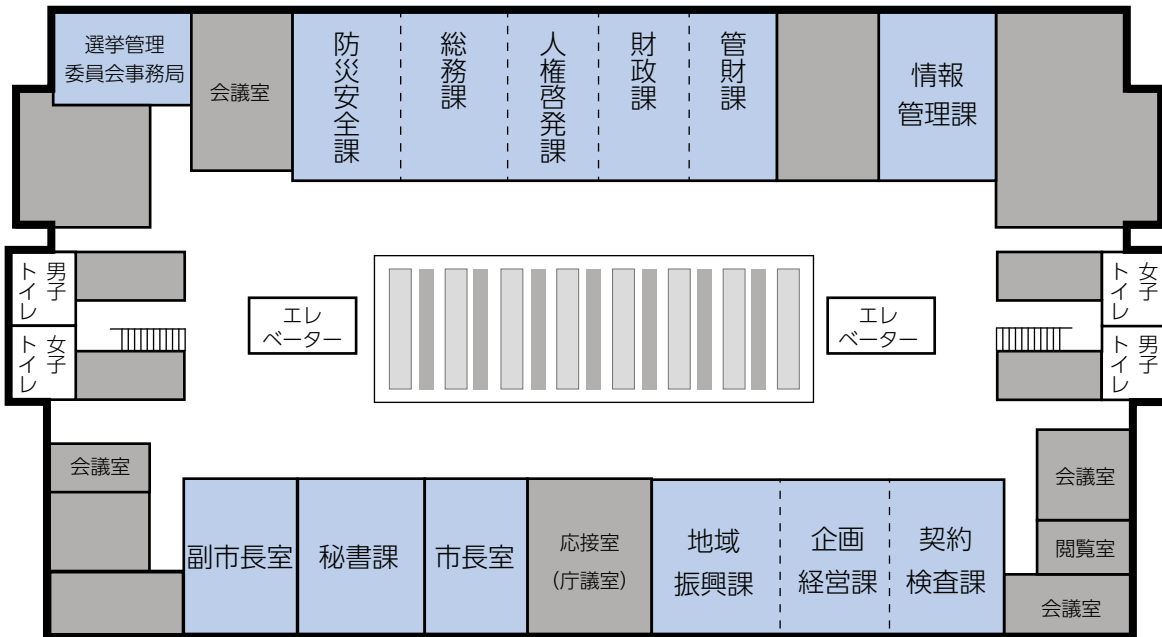 選挙管理
委員会事務局
会議室
防災安全課
総務課
人権啓発課
財政課
管財課
情報
管理課
男子
トイレ
女子
トイレ
エレ
ベーター
エレ
ベーター
女子
トイレ
男子
トイレ
会議室
副市長室
秘書課
市長室
応接室
(庁議室)
地域
振興課
企画
経営課
契約
検査課
会議室
閲覧室
会議室